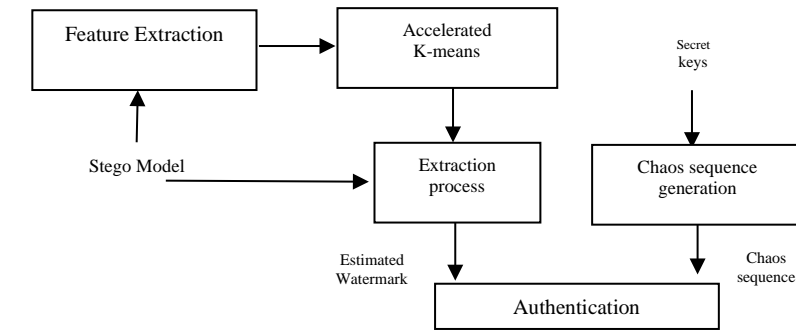 Feature Extraction
Accelerated
K-means
Secret
keys
Stego Model
Extraction
process
Chaos sequence
generation
Estimated
Watermark
Chaos
sequence
Authentication